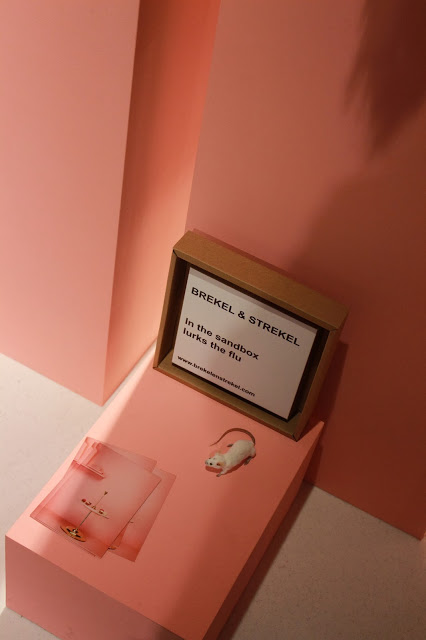 BREKEL & STREKEL
In the sandbox
lurks the flu
www.brekelenstrekel.com